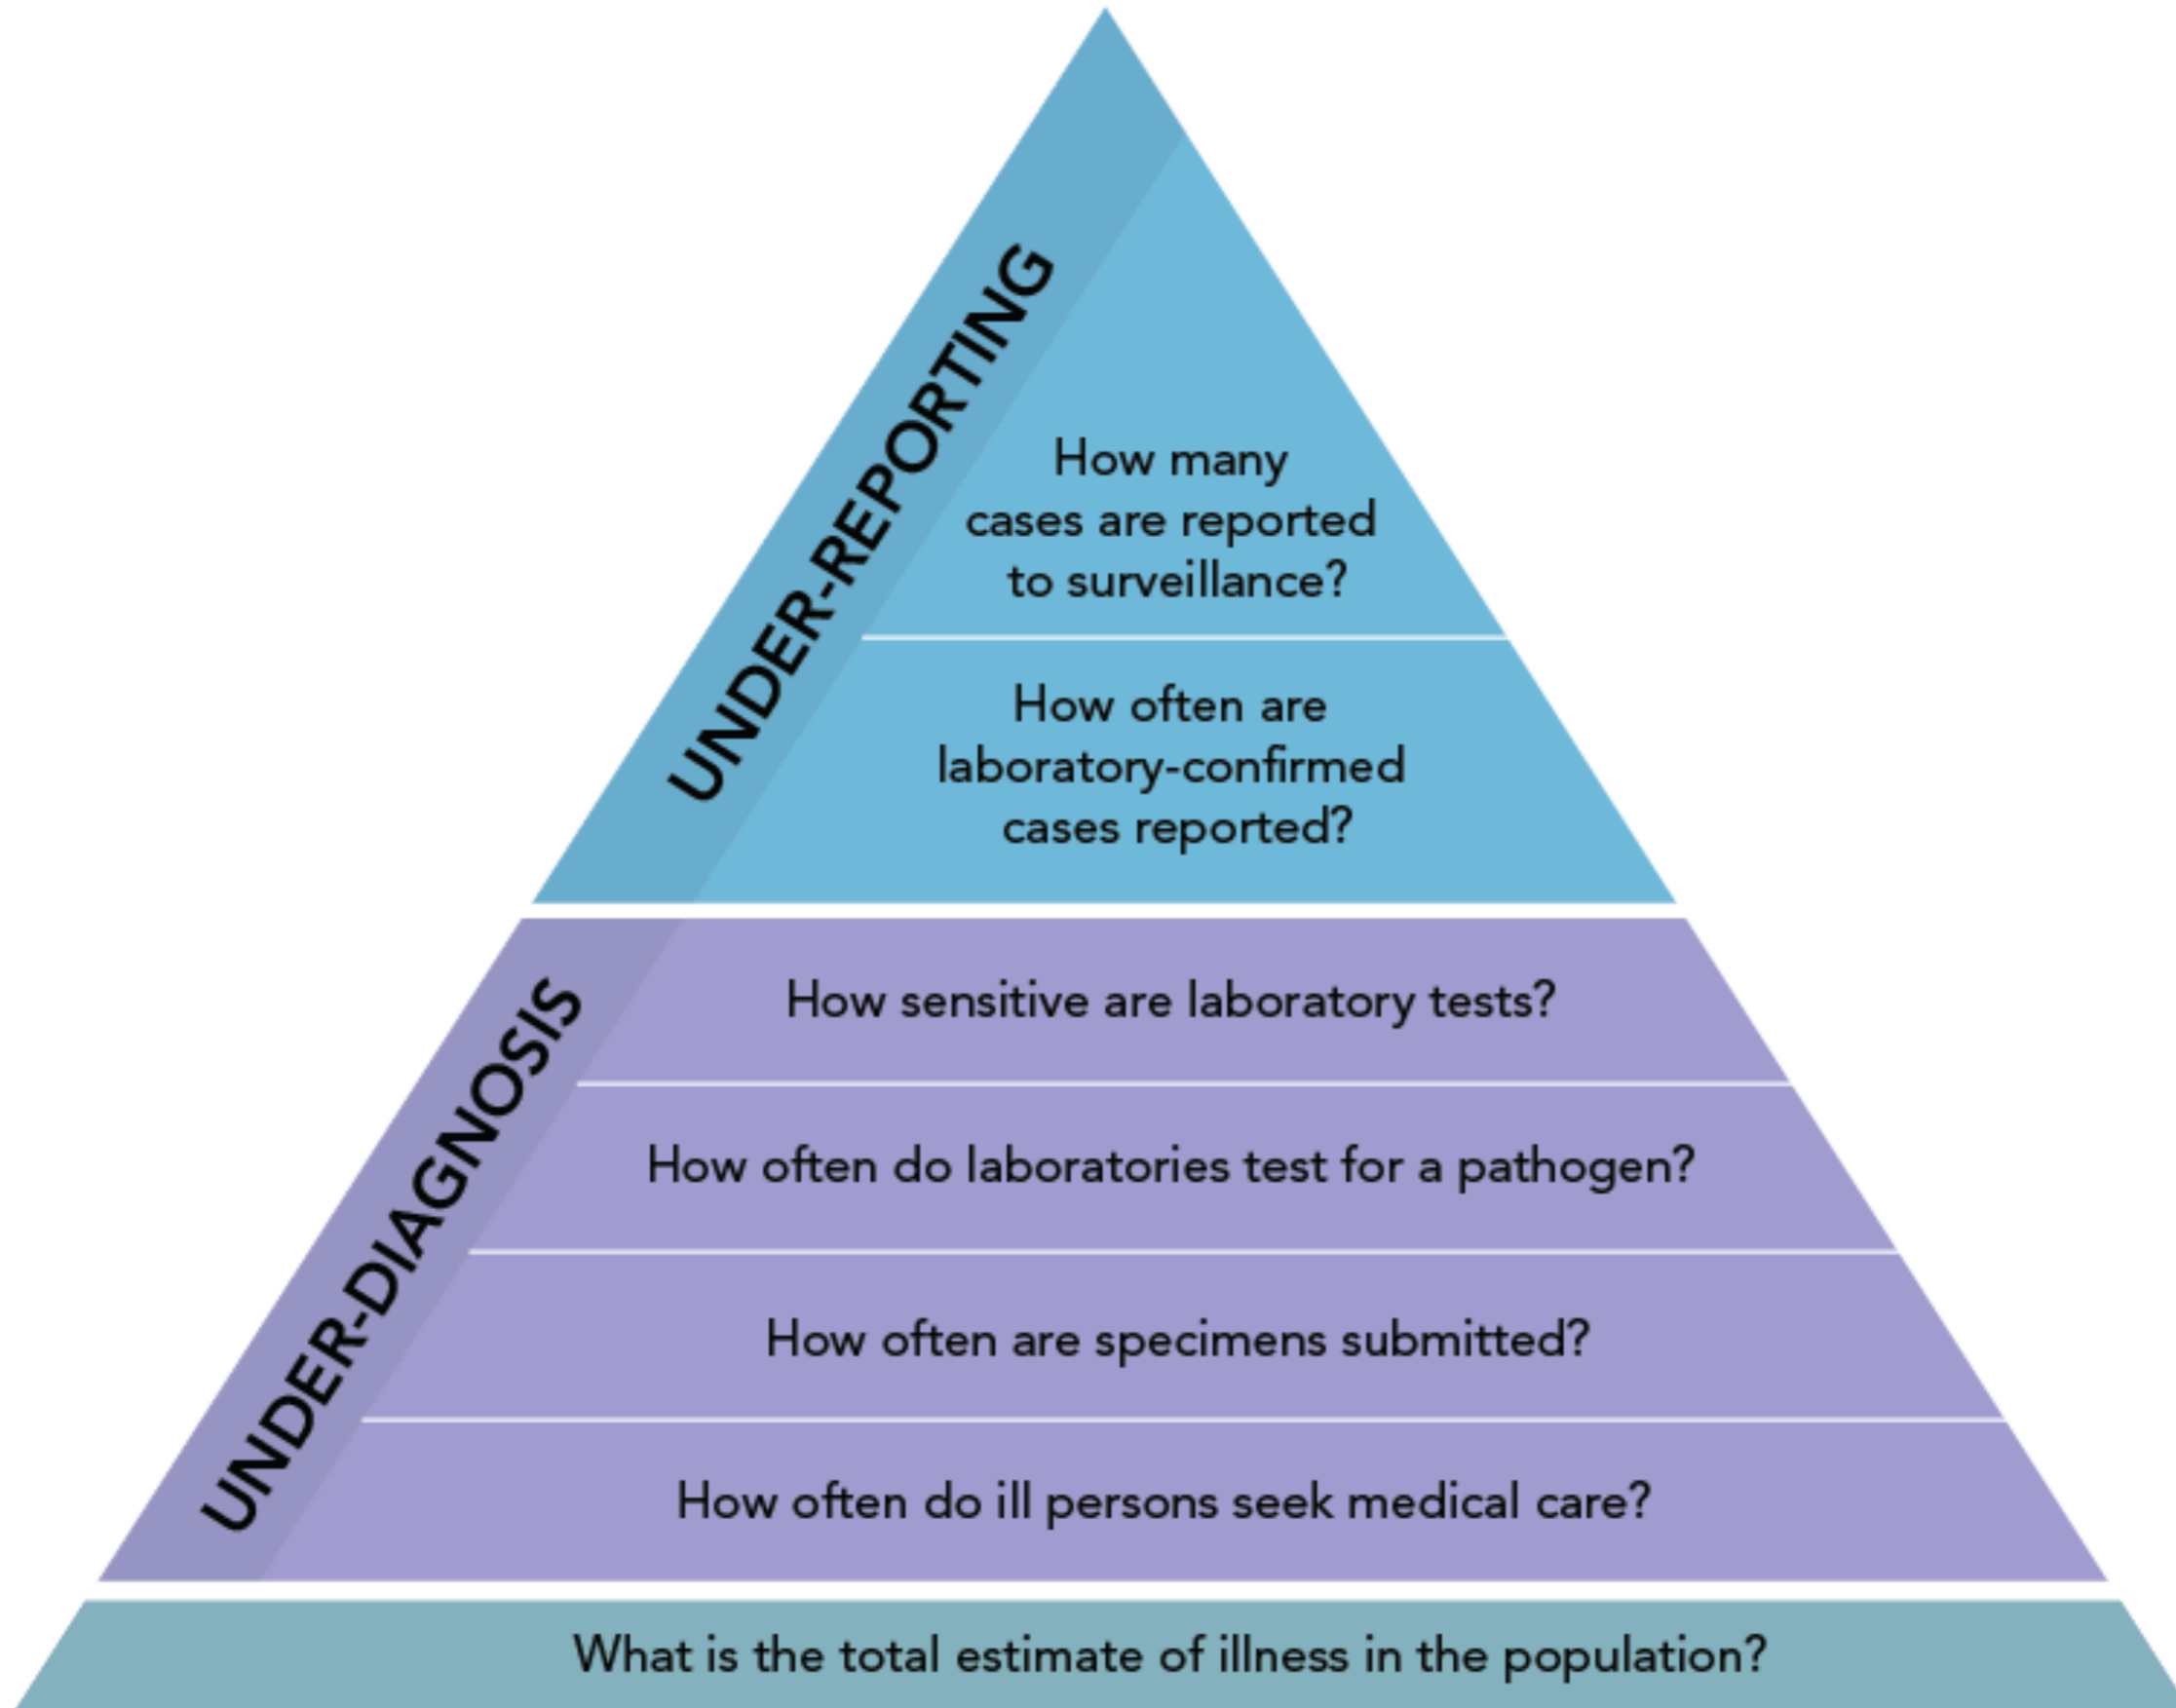 UNDER-REPORTING
How many
cases are reported
to surveillance?
How often are
laboratory-confirmed
cases reported?
UNDER-DIAGNOSIS
How sensitive are laboratory tests?
How often do laboratories test for a pathogen?
How often are specimens submitted?
How often do ill persons seek medical care?
What is the total estimate of illness in the population?